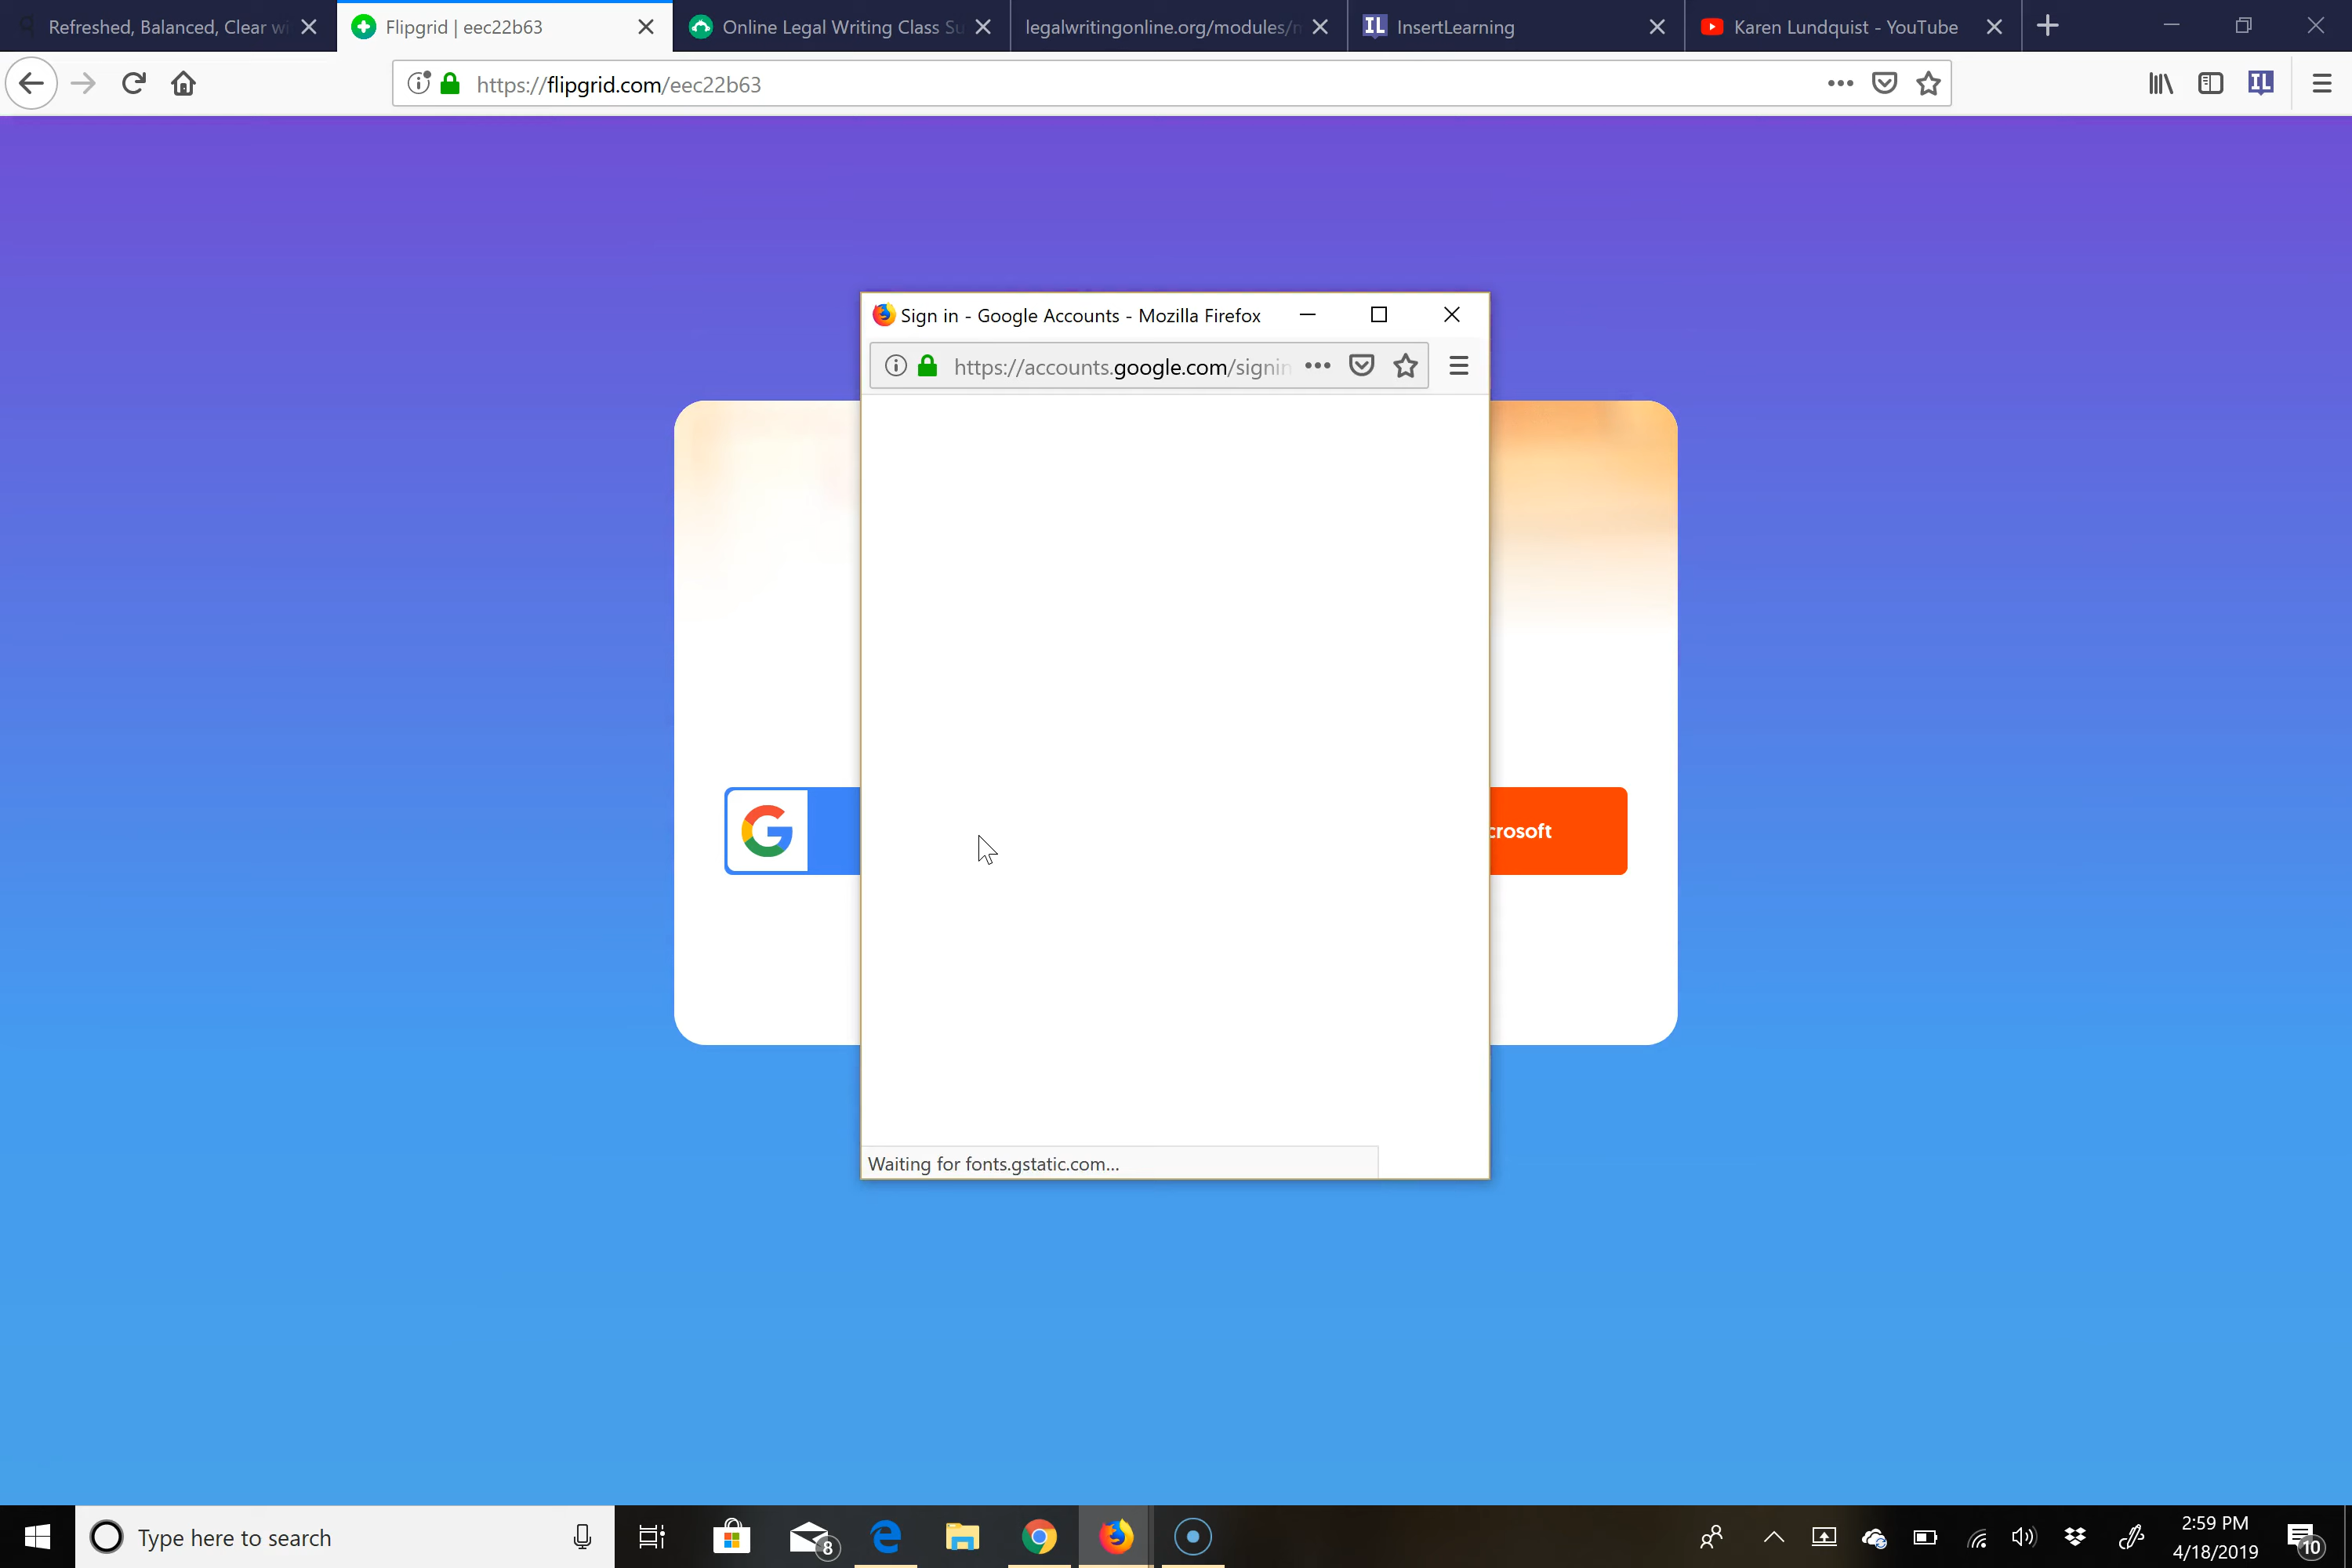 Refreshed, Balanced, Clear wi
Flipgrid | eec22b63
Online Legal Writing Class Su
legalwritingonline.org/modules/n
IL
InsertLearning
Karen Lundquist - YouTube
https://flipgrid.com/eec22b63
IL
Sign in - Google Accounts - Mozilla Firefox
https://accounts.google.com/signin
G
crosoft
Waiting for fonts.gstatic.com...
Type here to search
8
2:59 PM
4/18/2019
10